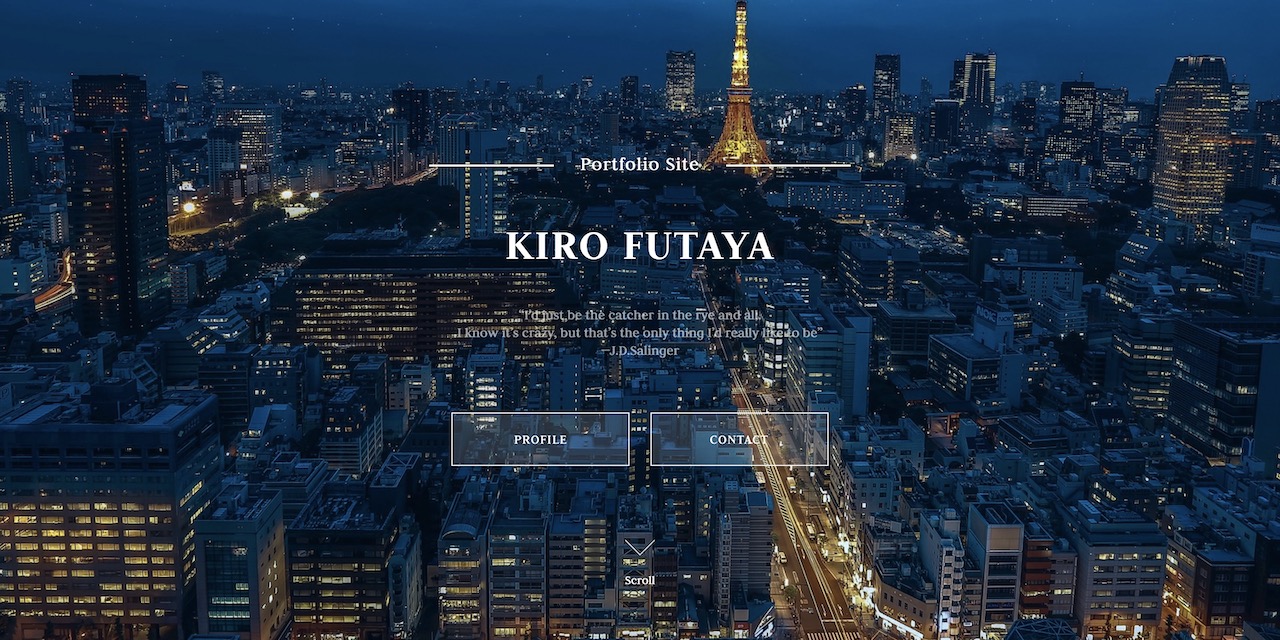 Portfolio Site
KIRO FUTAYA
“I’d just be the catcher in the rye and all.
I know it’s crazy, but that’s the only thing I’d really like to be”
—J.D.Salinger
PROFILE
CONTACT
Scroll